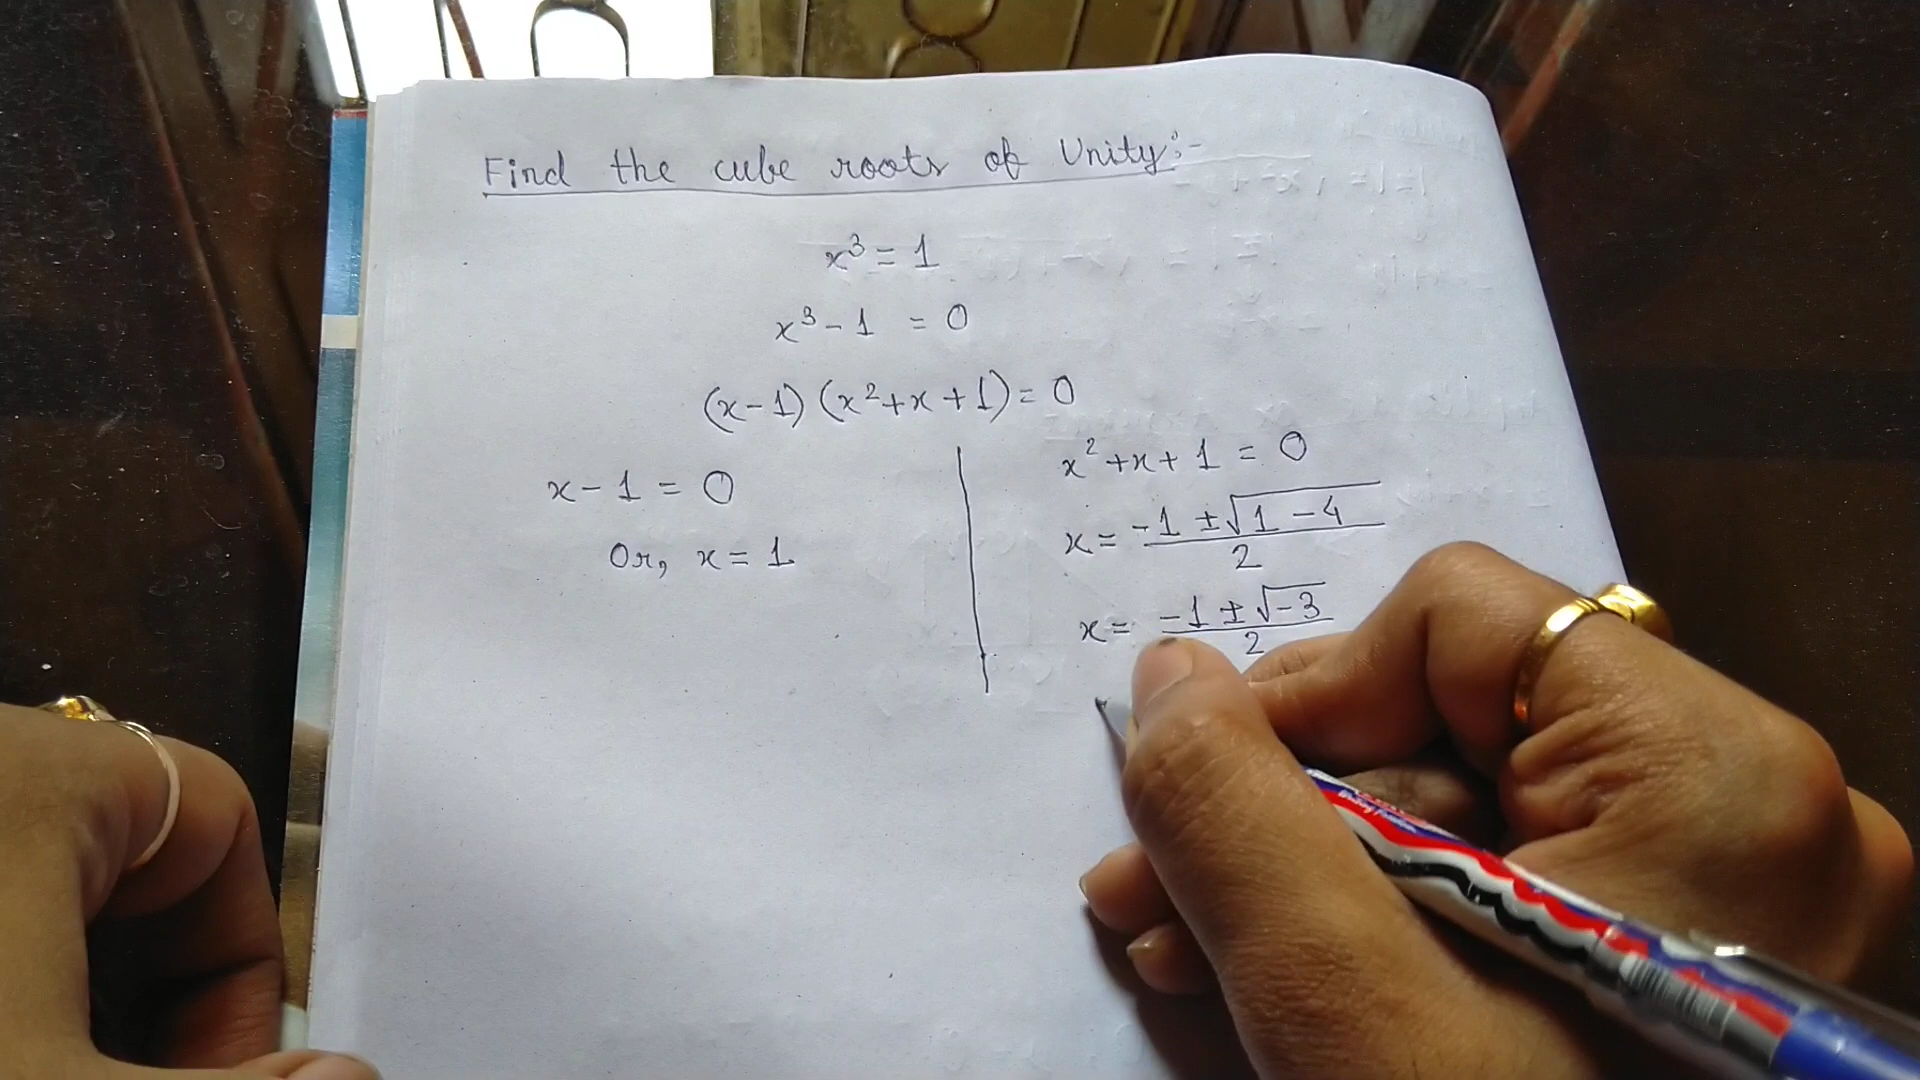 Find the cube roots of Unity:-
x³ = 1
x³ - 1 = 0
(x-1) (x²+x+1) = 0
x - 1 = 0
Or, x = 1
x²+x+1 = 0
x = -1 ± √1-4 / 2
x = -1 ± √-3 / 2